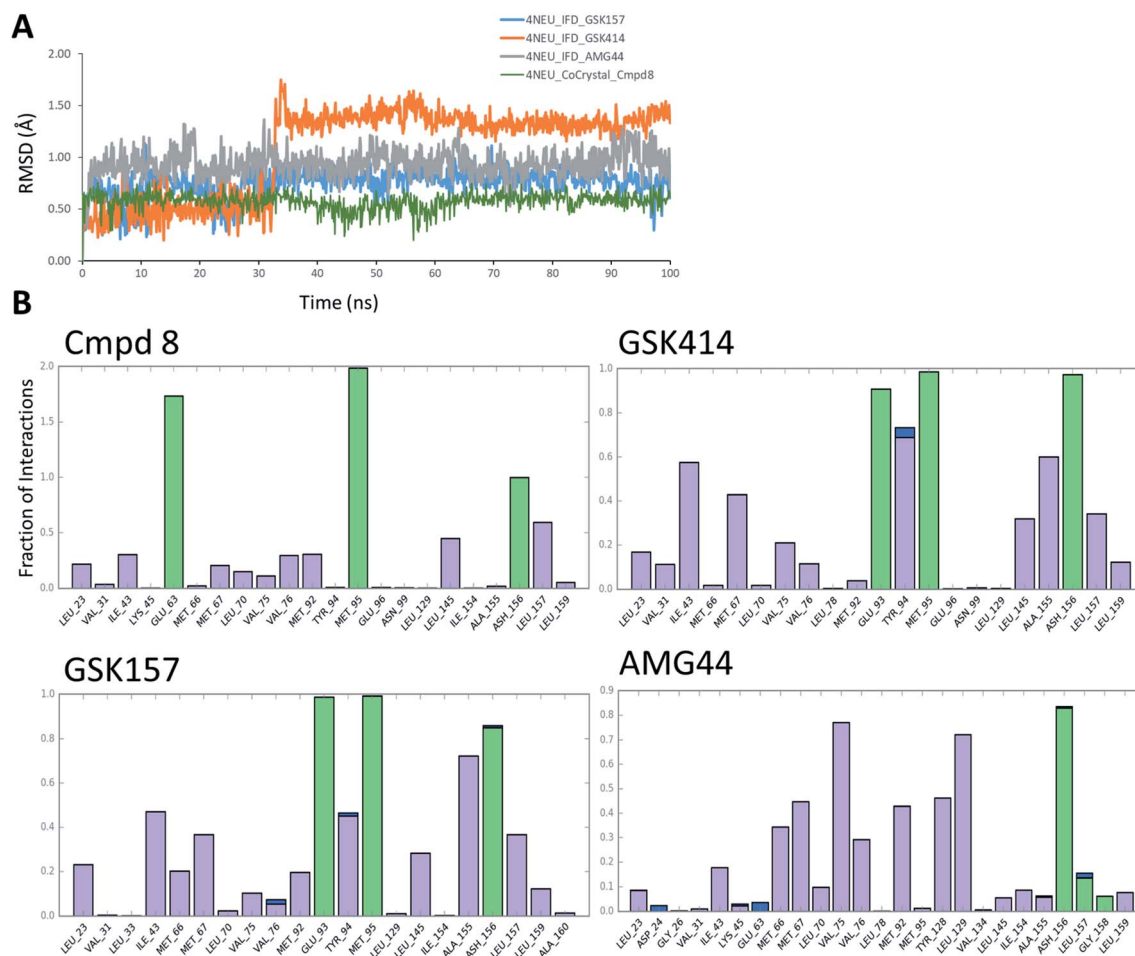 A
4NEU_IFD_GSK157
4NEU_IFD_GSK414
4NEU_IFD_AMG44
4NEU_CoCrystal_Cmpd8
2.00
1.50
1.00
0.50
0.00
RMSD (Å)
0 10 20 30 40 50 60 70 80 90 100
Time (ns)
B
Cmpd 8
Fraction of Interactions
2.0
1.5
1.0
0.5
0.0
LEU_23 VAL_31 ILE_43 LYS_45 GLU_63 MET_66 MET_67 LEU_70 VAL_75 VAL_76 MET_92 TYR_94 MET_95 GLU_96 ASN_99 LEU_129 LEU_145 ILE_154 ALA_155 ASH_156 LEU_157 LEU_159
GSK414
1.0
0.8
0.6
0.4
0.2
0.0
LEU_23 VAL_31 ILE_43 MET_66 MET_67 LEU_70 VAL_75 VAL_76 LEU_78 MET_92 GLU_93 TYR_94 MET_95 GLU_96 ASN_99 LEU_129 LEU_145 ALA_155 ASH_156 LEU_157 LEU_159
GSK157
1.0
0.8
0.6
0.4
0.2
0.0
LEU_23 VAL_31 LEU_33 ILE_43 MET_66 MET_67 LEU_70 VAL_75 VAL_76 MET_92 GLU_93 TYR_94 MET_95 LEU_129 LEU_145 ILE_154 ALA_155 ASH_156 LEU_157 LEU_159 ALA_160
AMG44
0.9
0.8
0.7
0.6
0.5
0.4
0.3
0.2
0.1
0.0
LEU_23 ASP_24 GLY_26 VAL_31 ILE_43 LYS_45 GLU_63 MET_66 MET_67 LEU_70 VAL_75 VAL_76 LEU_78 MET_92 MET_95 TYR_128 LEU_129 VAL_134 LEU_145 ILE_154 ALA_155 ASH_156 LEU_157 GLY_158 LEU_159